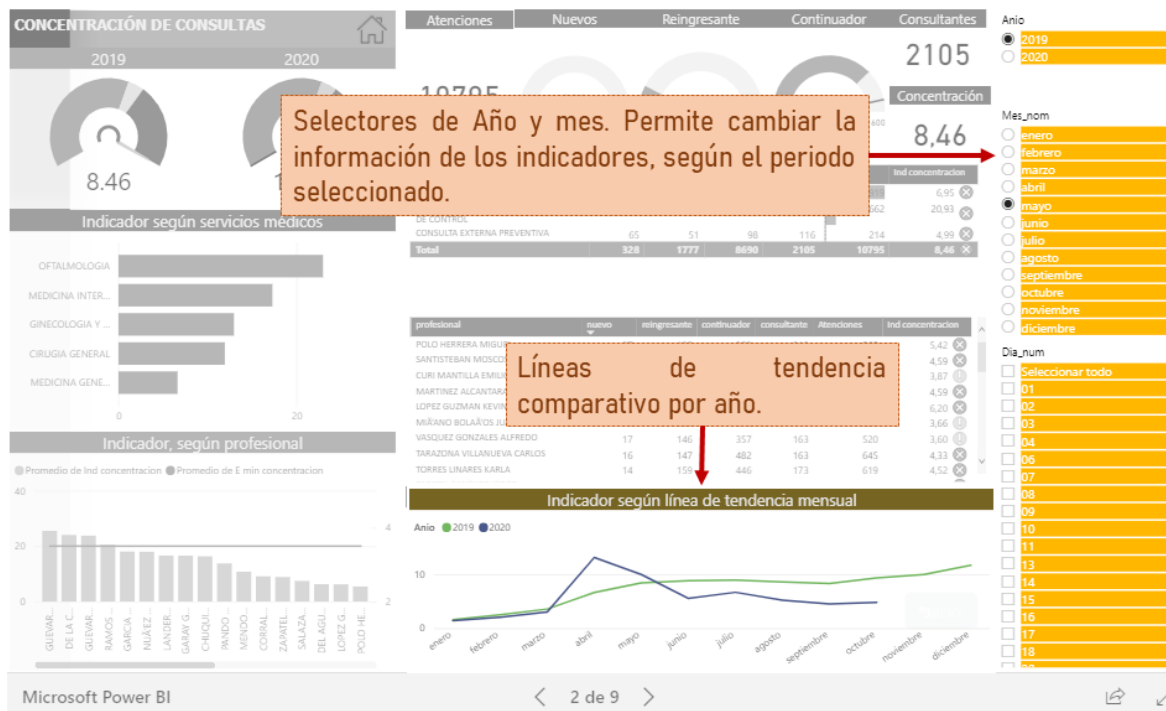 CONCENTRACIÓN DE CONSULTAS
2019 2020
8.46
Indicador según servicios médicos
OFTALMOLOGIA
MEDICINA INTER...
GINECOLOGIA Y ...
CIRUGIA GENERAL
MEDICINA GENE...
0 20
Indicador, según profesional
Promedio de Ind concentracion Promedio de E min concentracion
40
20
0
4
2
GUEVAR...
DE LA C...
GUEVAR...
RAMOS ...
GARCIA ...
NUÃ'EZ ...
LANDER...
GARAY G...
CHUQUI...
PANDO ...
MENDO...
CORRAL...
ZAPATEL...
SALAZA...
DEL AGU...
LOPEZ G...
POLO HE...
Atenciones Nuevos Reingresante Continuador Consultantes
2105
Concentración
8,46
Selectores de Año y mes. Permite cambiar la
información de los indicadores, según el periodo
seleccionado.
Ind concentracion
6,95
20,93
DE CONTROL
CONSULTA EXTERNA PREVENTIVA 65 51 98 116 214 4,99
Total 328 1777 8690 2105 10795 8,46
profesional nuevo reingresante continuador consultante Atenciones Ind concentracion
POLO HERRERA MIGU 5,42
SANTISTEBAN MOSCO 4,59
CURI MANTILLA EMILI 3,87
MARTINEZ ALCANTAR 4,59
LOPEZ GUZMAN KEVIN 6,20
MIÃ'ANO BOLAÃ'OS JU 3,66
VASQUEZ GONZALES ALFREDO 17 146 357 163 520 3,60
TARAZONA VILLANUEVA CARLOS 16 147 482 163 645 4,33
TORRES LINARES KARLA 14 159 446 173 619 4,52
Líneas de tendencia
comparativo por año.
Indicador según línea de tendencia mensual
Anio 2019 2020
10
0
enero febrero marzo abril mayo junio julio agosto septiembre octubre noviembre diciembre
Anio
2019
2020
Mes_nom
enero
febrero
marzo
abril
mayo
junio
julio
agosto
septiembre
octubre
noviembre
diciembre
Dia_num
Seleccionar todo
01
02
03
04
06
07
08
09
10
11
13
14
15
16
17
18
Microsoft Power BI
2 de 9